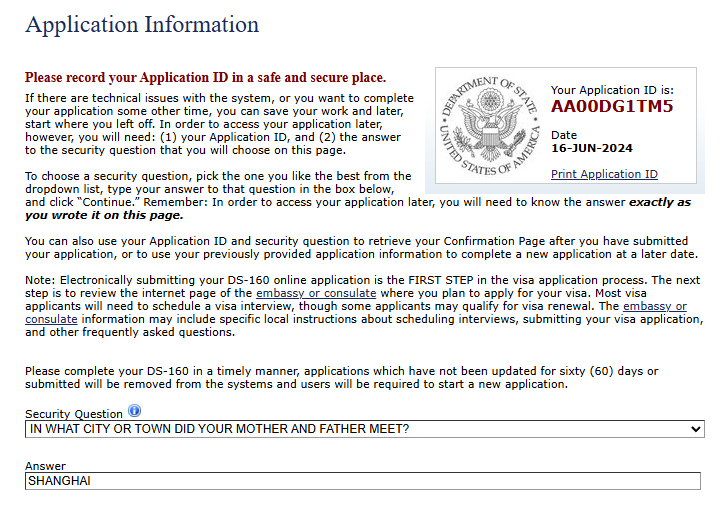 Application Information
Please record your Application ID in a safe and secure place.
If there are technical issues with the system, or you want to complete
your application some other time, you can save your work and later,
start where you left off. In order to access your application later,
however, you will need: (1) your Application ID, and (2) the answer
to the security question that you will choose on this page.
DEPARTMENT OF STATE
UNITED STATES OF AMERICA
Your Application ID is:
AA00DG1TM5
Date
16-JUN-2024
Print Application ID
To choose a security question, pick the one you like the best from the
dropdown list, type your answer to that question in the box below,
and click “Continue.” Remember: In order to access your application later, you will need to know the answer exactly as
you wrote it on this page.
You can also use your Application ID and security question to retrieve your Confirmation Page after you have submitted
your application, or to use your previously provided application information to complete a new application at a later date.
Note: Electronically submitting your DS-160 online application is the FIRST STEP in the visa application process. The next
step is to review the internet page of the embassy or consulate where you plan to apply for your visa. Most visa
applicants will need to schedule a visa interview, though some applicants may qualify for visa renewal. The embassy or
consulate information may include specific local instructions about scheduling interviews, submitting your visa application,
and other frequently asked questions.
Please complete your DS-160 in a timely manner, applications which have not been updated for sixty (60) days or
submitted will be removed from the systems and users will be required to start a new application.
Security Question
IN WHAT CITY OR TOWN DID YOUR MOTHER AND FATHER MEET?
Answer
SHANGHAI